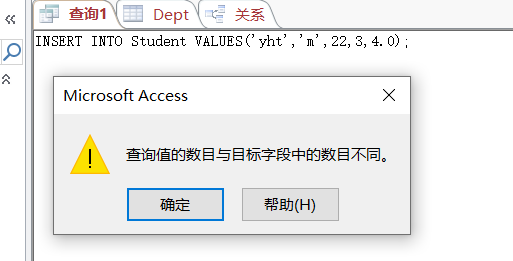 查询1 Dept 关系
INSERT INTO Student VALUES('yht','m',22,3,4.0);
Microsoft Access
查询值的数目与目标字段中的数目不同。
确定 帮助(H)